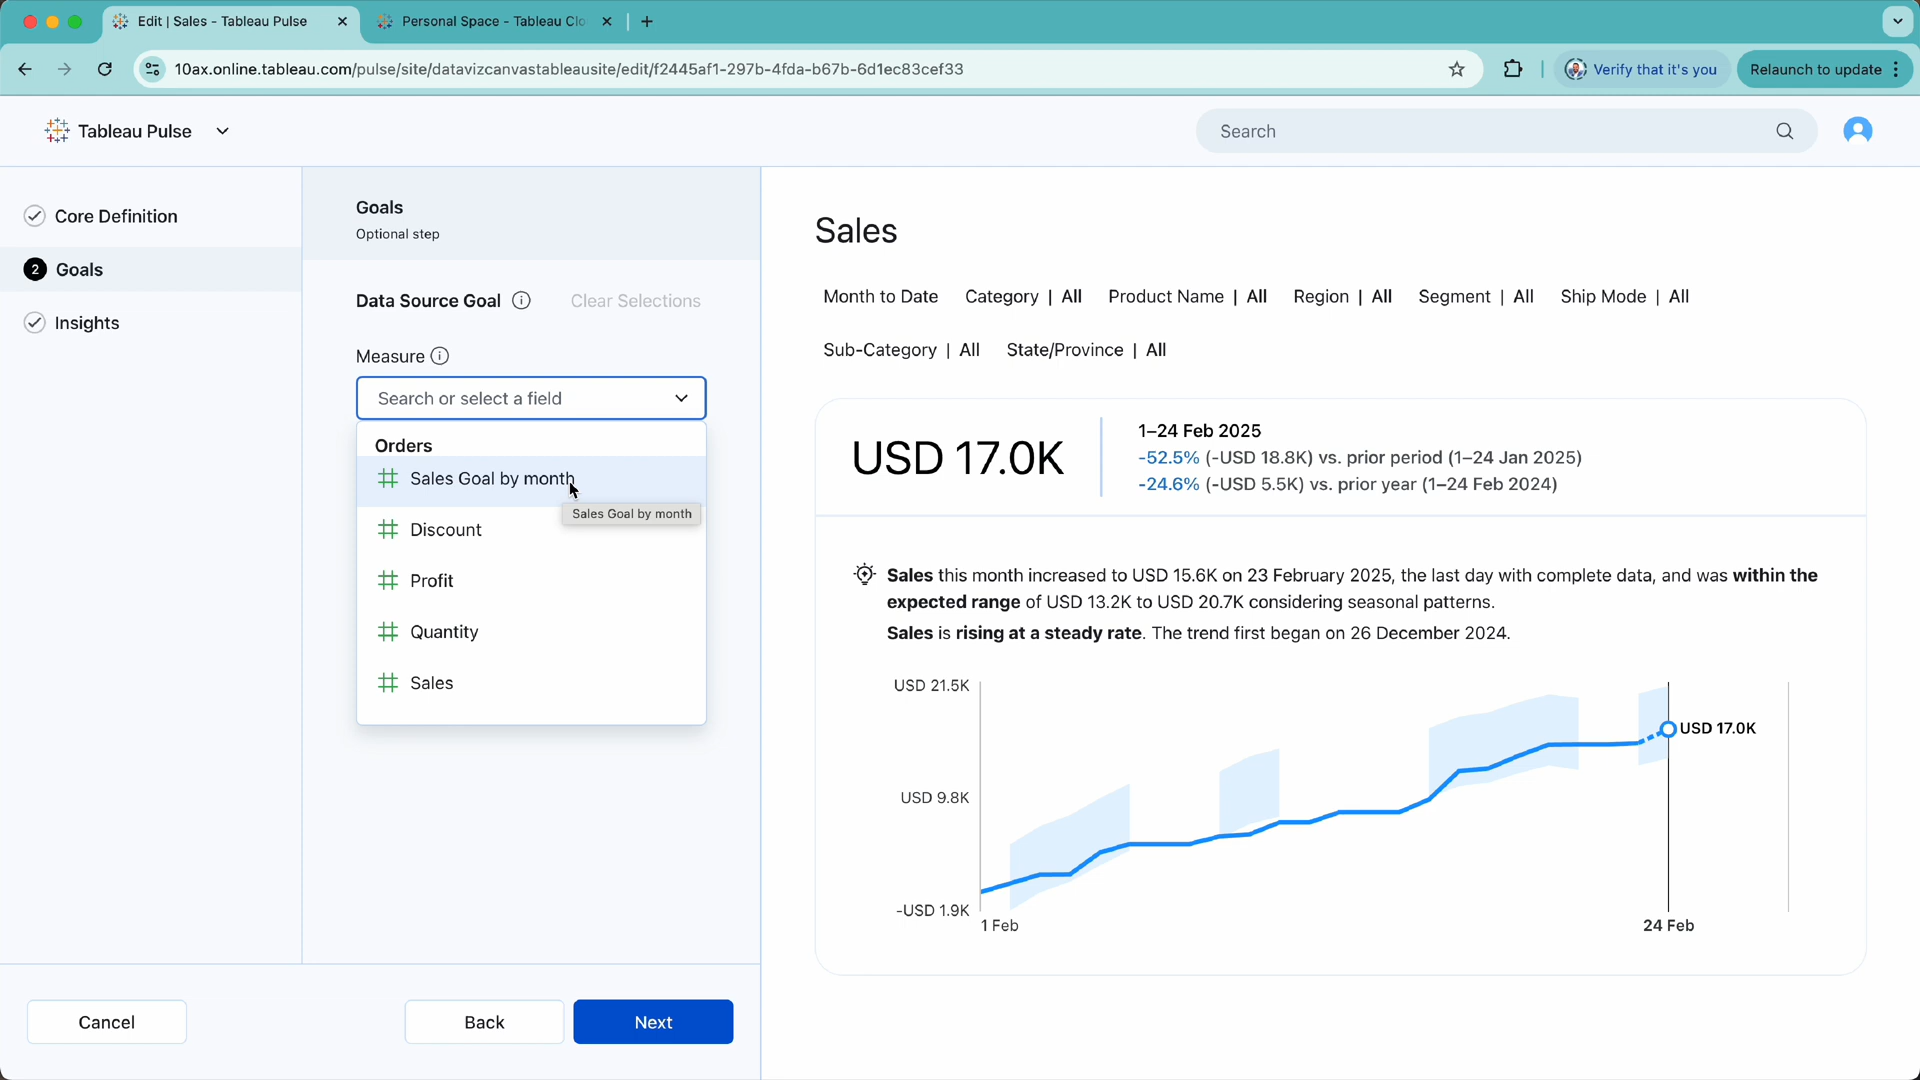 Edit | Sales - Tableau Pulse
Personal Space - Tableau Clo
10ax.online.tableau.com/pulse/site/datavizcanvastableausite/edit/f2445af1-297b-4fda-b67b-6d1ec83cef33
Verify that it's you
Relaunch to update
Tableau Pulse
Search
Core Definition
2 Goals
Insights
Goals
Optional step
Data Source Goal
Clear Selections
Measure
Search or select a field
Orders
Sales Goal by month
Sales Goal by month
Discount
Profit
Quantity
Sales
Cancel
Back
Next
Sales
Month to Date Category | All Product Name | All Region | All Segment | All Ship Mode | All
Sub-Category | All State/Province | All
USD 17.0K
1–24 Feb 2025
-52.5% (-USD 18.8K) vs. prior period (1–24 Jan 2025)
-24.6% (-USD 5.5K) vs. prior year (1–24 Feb 2024)
Sales this month increased to USD 15.6K on 23 February 2025, the last day with complete data, and was within the
expected range of USD 13.2K to USD 20.7K considering seasonal patterns.
Sales is rising at a steady rate. The trend first began on 26 December 2024.
USD 21.5K
USD 17.0K
USD 9.8K
-USD 1.9K
1 Feb
24 Feb